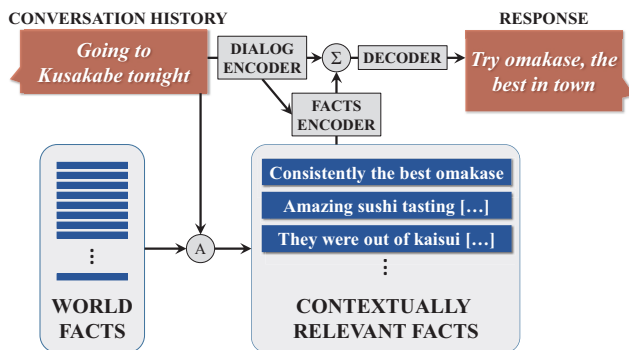 CONVERSATION HISTORY
RESPONSE
Going to
Kusakabe tonight
DIALOG
ENCODER
Σ
DECODER
Try omakase, the
best in town
FACTS
ENCODER
Consistently the best omakase
Amazing sushi tasting […]
They were out of kaisui […]
A
WORLD
FACTS
CONTEXTUALLY
RELEVANT FACTS